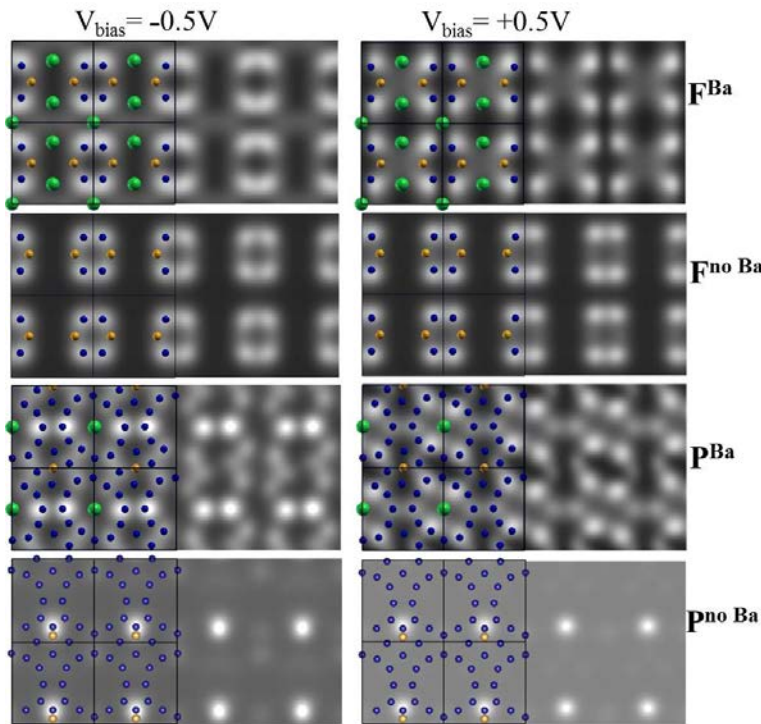 V_bias= -0.5V
V_bias= +0.5V
F^Ba
F^no Ba
P^Ba
P^no Ba